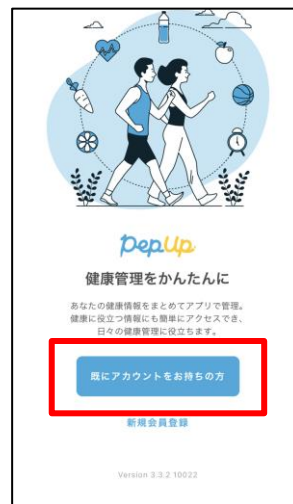 PepUp
健康管理をかんたんに
あなたの健康情報をまとめてアプリで管理。
健康に役立つ情報にも簡単にアクセスでき、
日々の健康管理に役立ちます。
既にアカウントをお持ちの方
新規会員登録
Version 3.3.2 10022